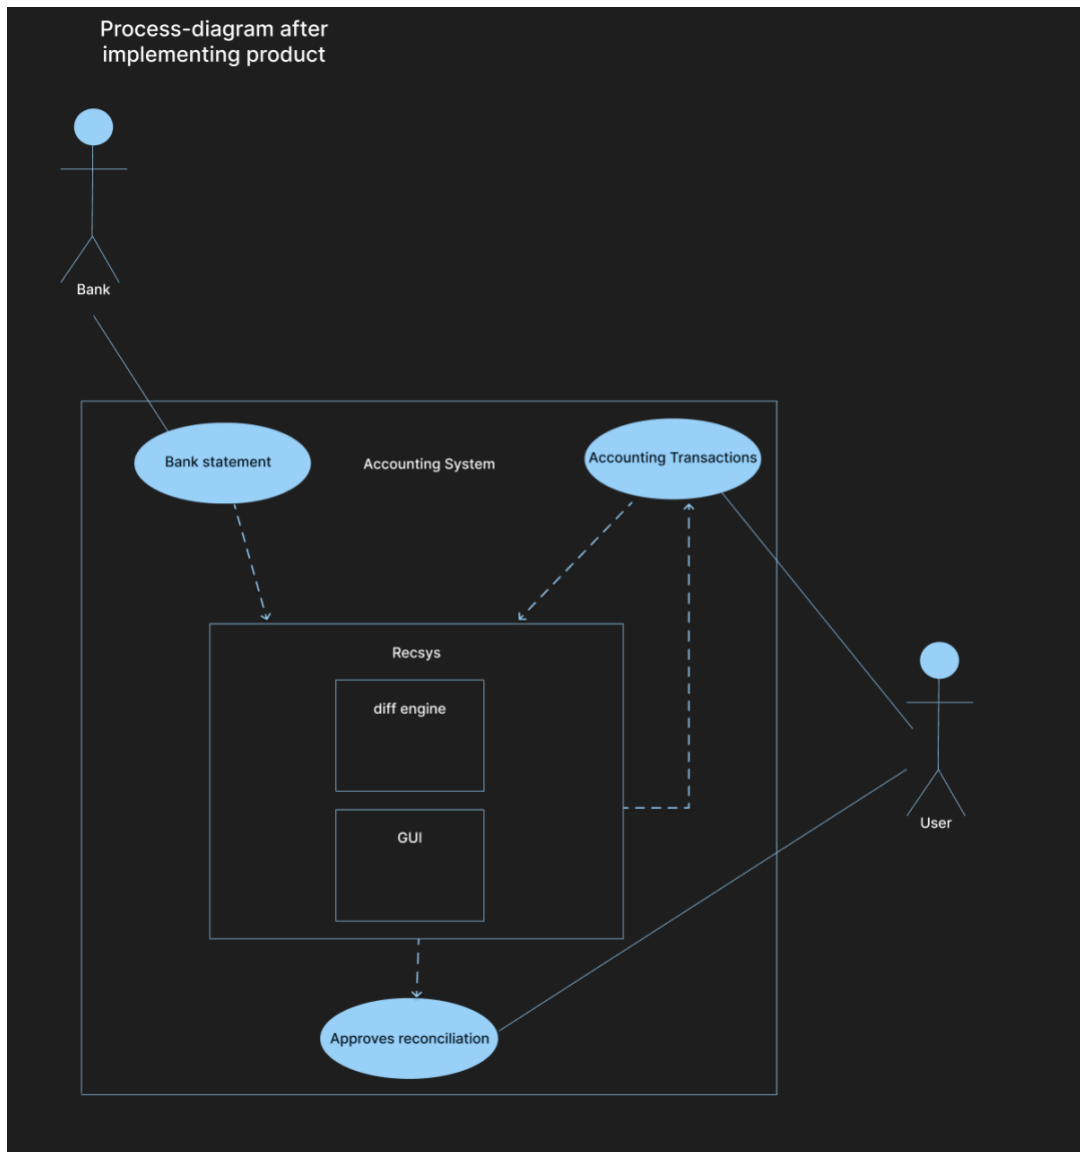 Process-diagram after
implementing product
Bank
Bank statement
Accounting System
Accounting Transactions
Recsys
diff engine
GUI
User
Approves reconciliation